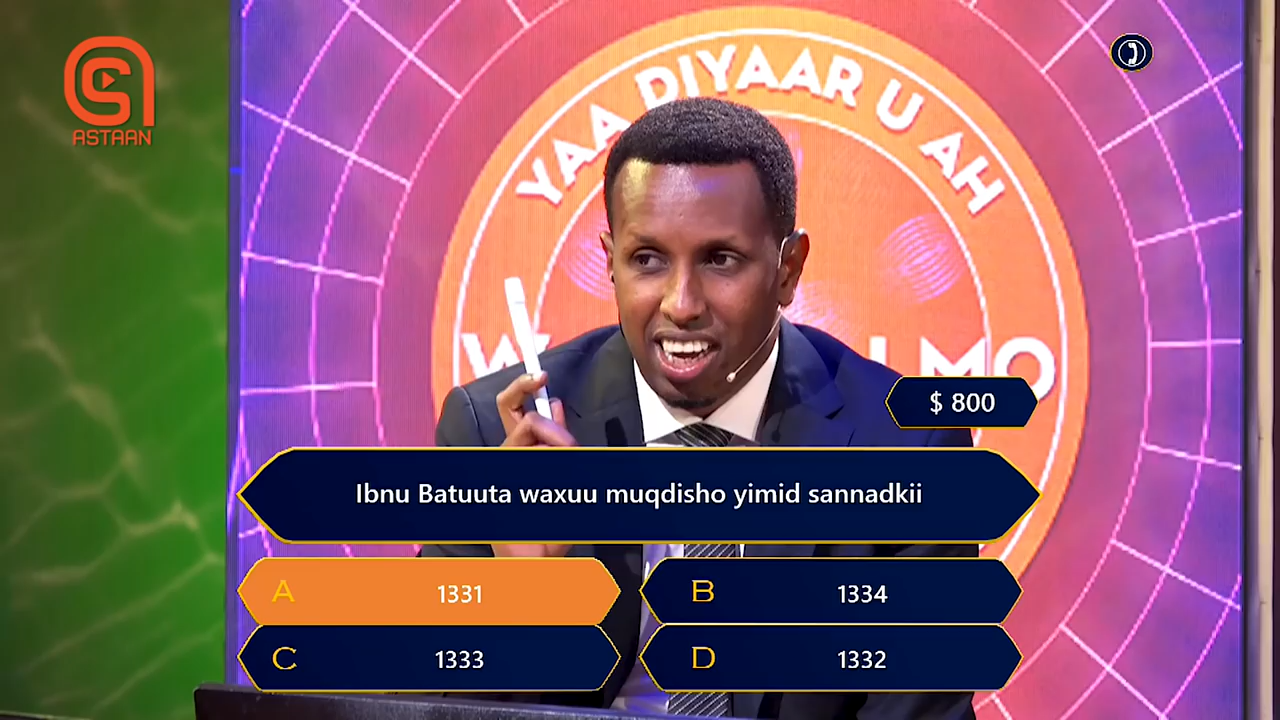 ASTAAN
YAA DIYAAR U AH
$ 800
Ibnu Batuuta waxuu muqdisho yimid sannadkii
A 1331
B 1334
C 1333
D 1332